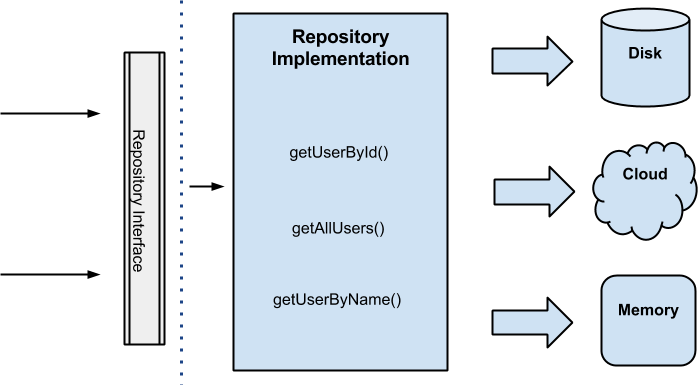 Repository Interface
Repository
Implementation
getUserById()
getAllUsers()
getUserByName()
Disk
Cloud
Memory